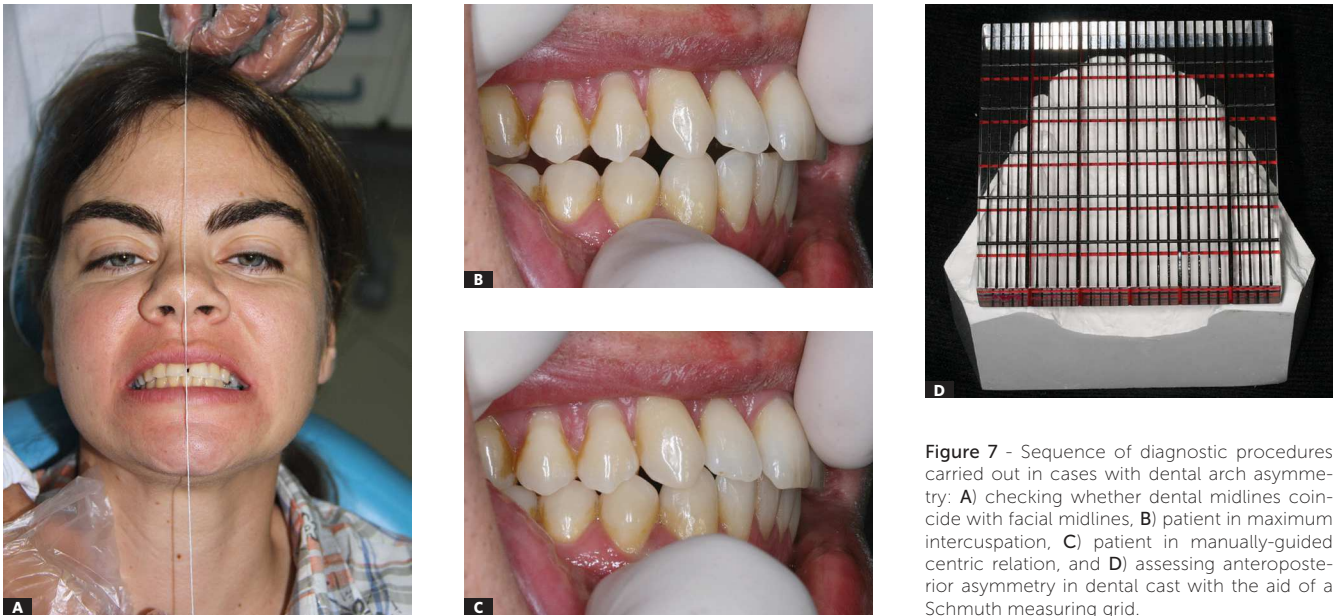 A
B
C
D
Figure 7 - Sequence of diagnostic procedures
carried out in cases with dental arch asymme-
try: A) checking whether dental midlines coin-
cide with facial midlines, B) patient in maximum
intercuspation, C) patient in manually-guided
centric relation, and D) assessing anteroposte-
rior asymmetry in dental cast with the aid of a
Schmuth measuring grid.